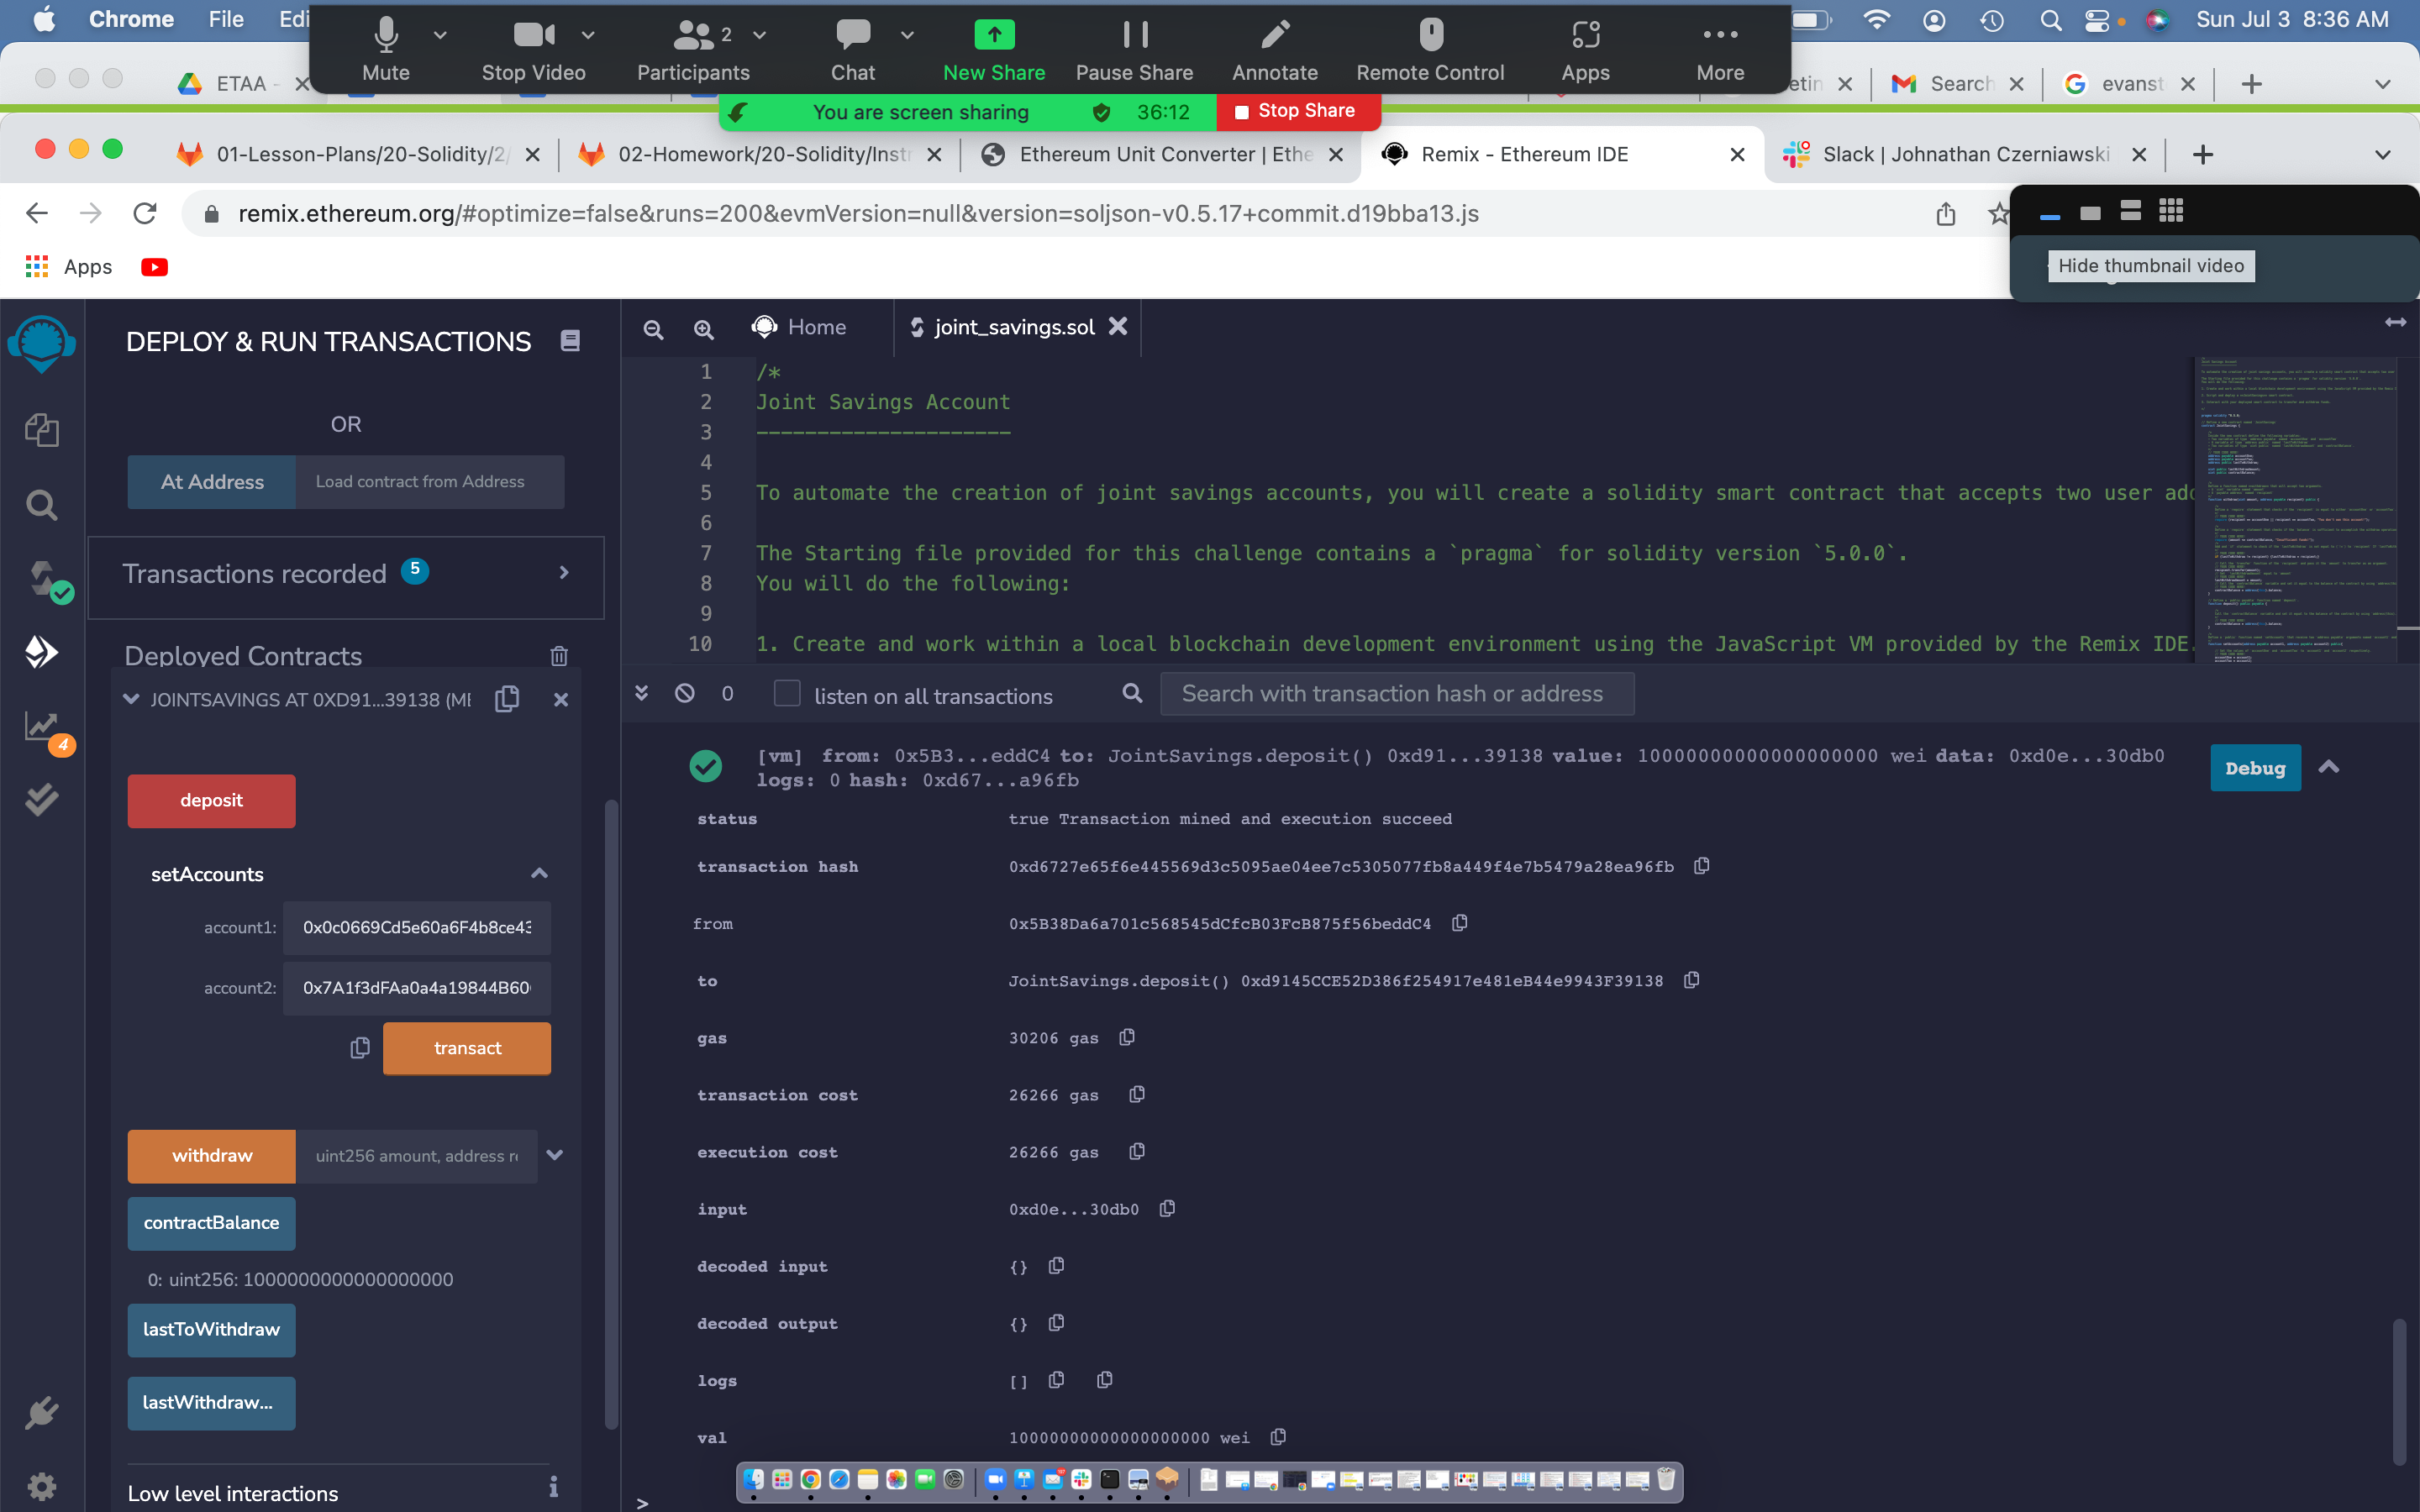 Chrome File Edi
Sun Jul 3 8:36 AM
Mute
Stop Video
2
Participants
Chat
New Share
Pause Share
Annotate
Remote Control
Apps
More
ETAA -
etin
Search
evanst
You are screen sharing 36:12 Stop Share
01-Lesson-Plans/20-Solidity/2/
02-Homework/20-Solidity/Instr
Ethereum Unit Converter | Ethe
Remix - Ethereum IDE
Slack | Johnathan Czerniawski
remix.ethereum.org/#optimize=false&runs=200&evmVersion=null&version=soljson-v0.5.17+commit.d19bba13.js
Apps
Hide thumbnail video
DEPLOY & RUN TRANSACTIONS
OR
At Address Load contract from Address
Transactions recorded 5
Deployed Contracts
JOINTSAVINGS AT 0XD91...39138 (ME
4
deposit
setAccounts
account1: 0x0c0669Cd5e60a6F4b8ce43
account2: 0x7A1f3dFAa0a4a19844B60
transact
withdraw uint256 amount, address re
contractBalance
0: uint256: 1000000000000000000
lastToWithdraw
lastWithdraw...
Low level interactions
Home joint_savings.sol
1 /*
2 Joint Savings Account
3 ---------------------
4
5 To automate the creation of joint savings accounts, you will create a solidity smart contract that accepts two user add
6
7 The Starting file provided for this challenge contains a `pragma` for solidity version `5.0.0`.
8 You will do the following:
9
10 1. Create and work within a local blockchain development environment using the JavaScript VM provided by the Remix IDE.
0 listen on all transactions Search with transaction hash or address
[vm] from: 0x5B3...eddC4 to: JointSavings.deposit() 0xd91...39138 value: 10000000000000000000 wei data: 0xd0e...30db0
logs: 0 hash: 0xd67...a96fb
Debug
status true Transaction mined and execution succeed
transaction hash 0xd6727e65f6e445569d3c5095ae04ee7c5305077fb8a449f4e7b5479a28ea96fb
from 0x5B38Da6a701c568545dCfcB03FcB875f56beddC4
to JointSavings.deposit() 0xd9145CCE52D386f254917e481eB44e9943F39138
gas 30206 gas
transaction cost 26266 gas
execution cost 26266 gas
input 0xd0e...30db0
decoded input {}
decoded output {}
logs []
val 10000000000000000000 wei
>